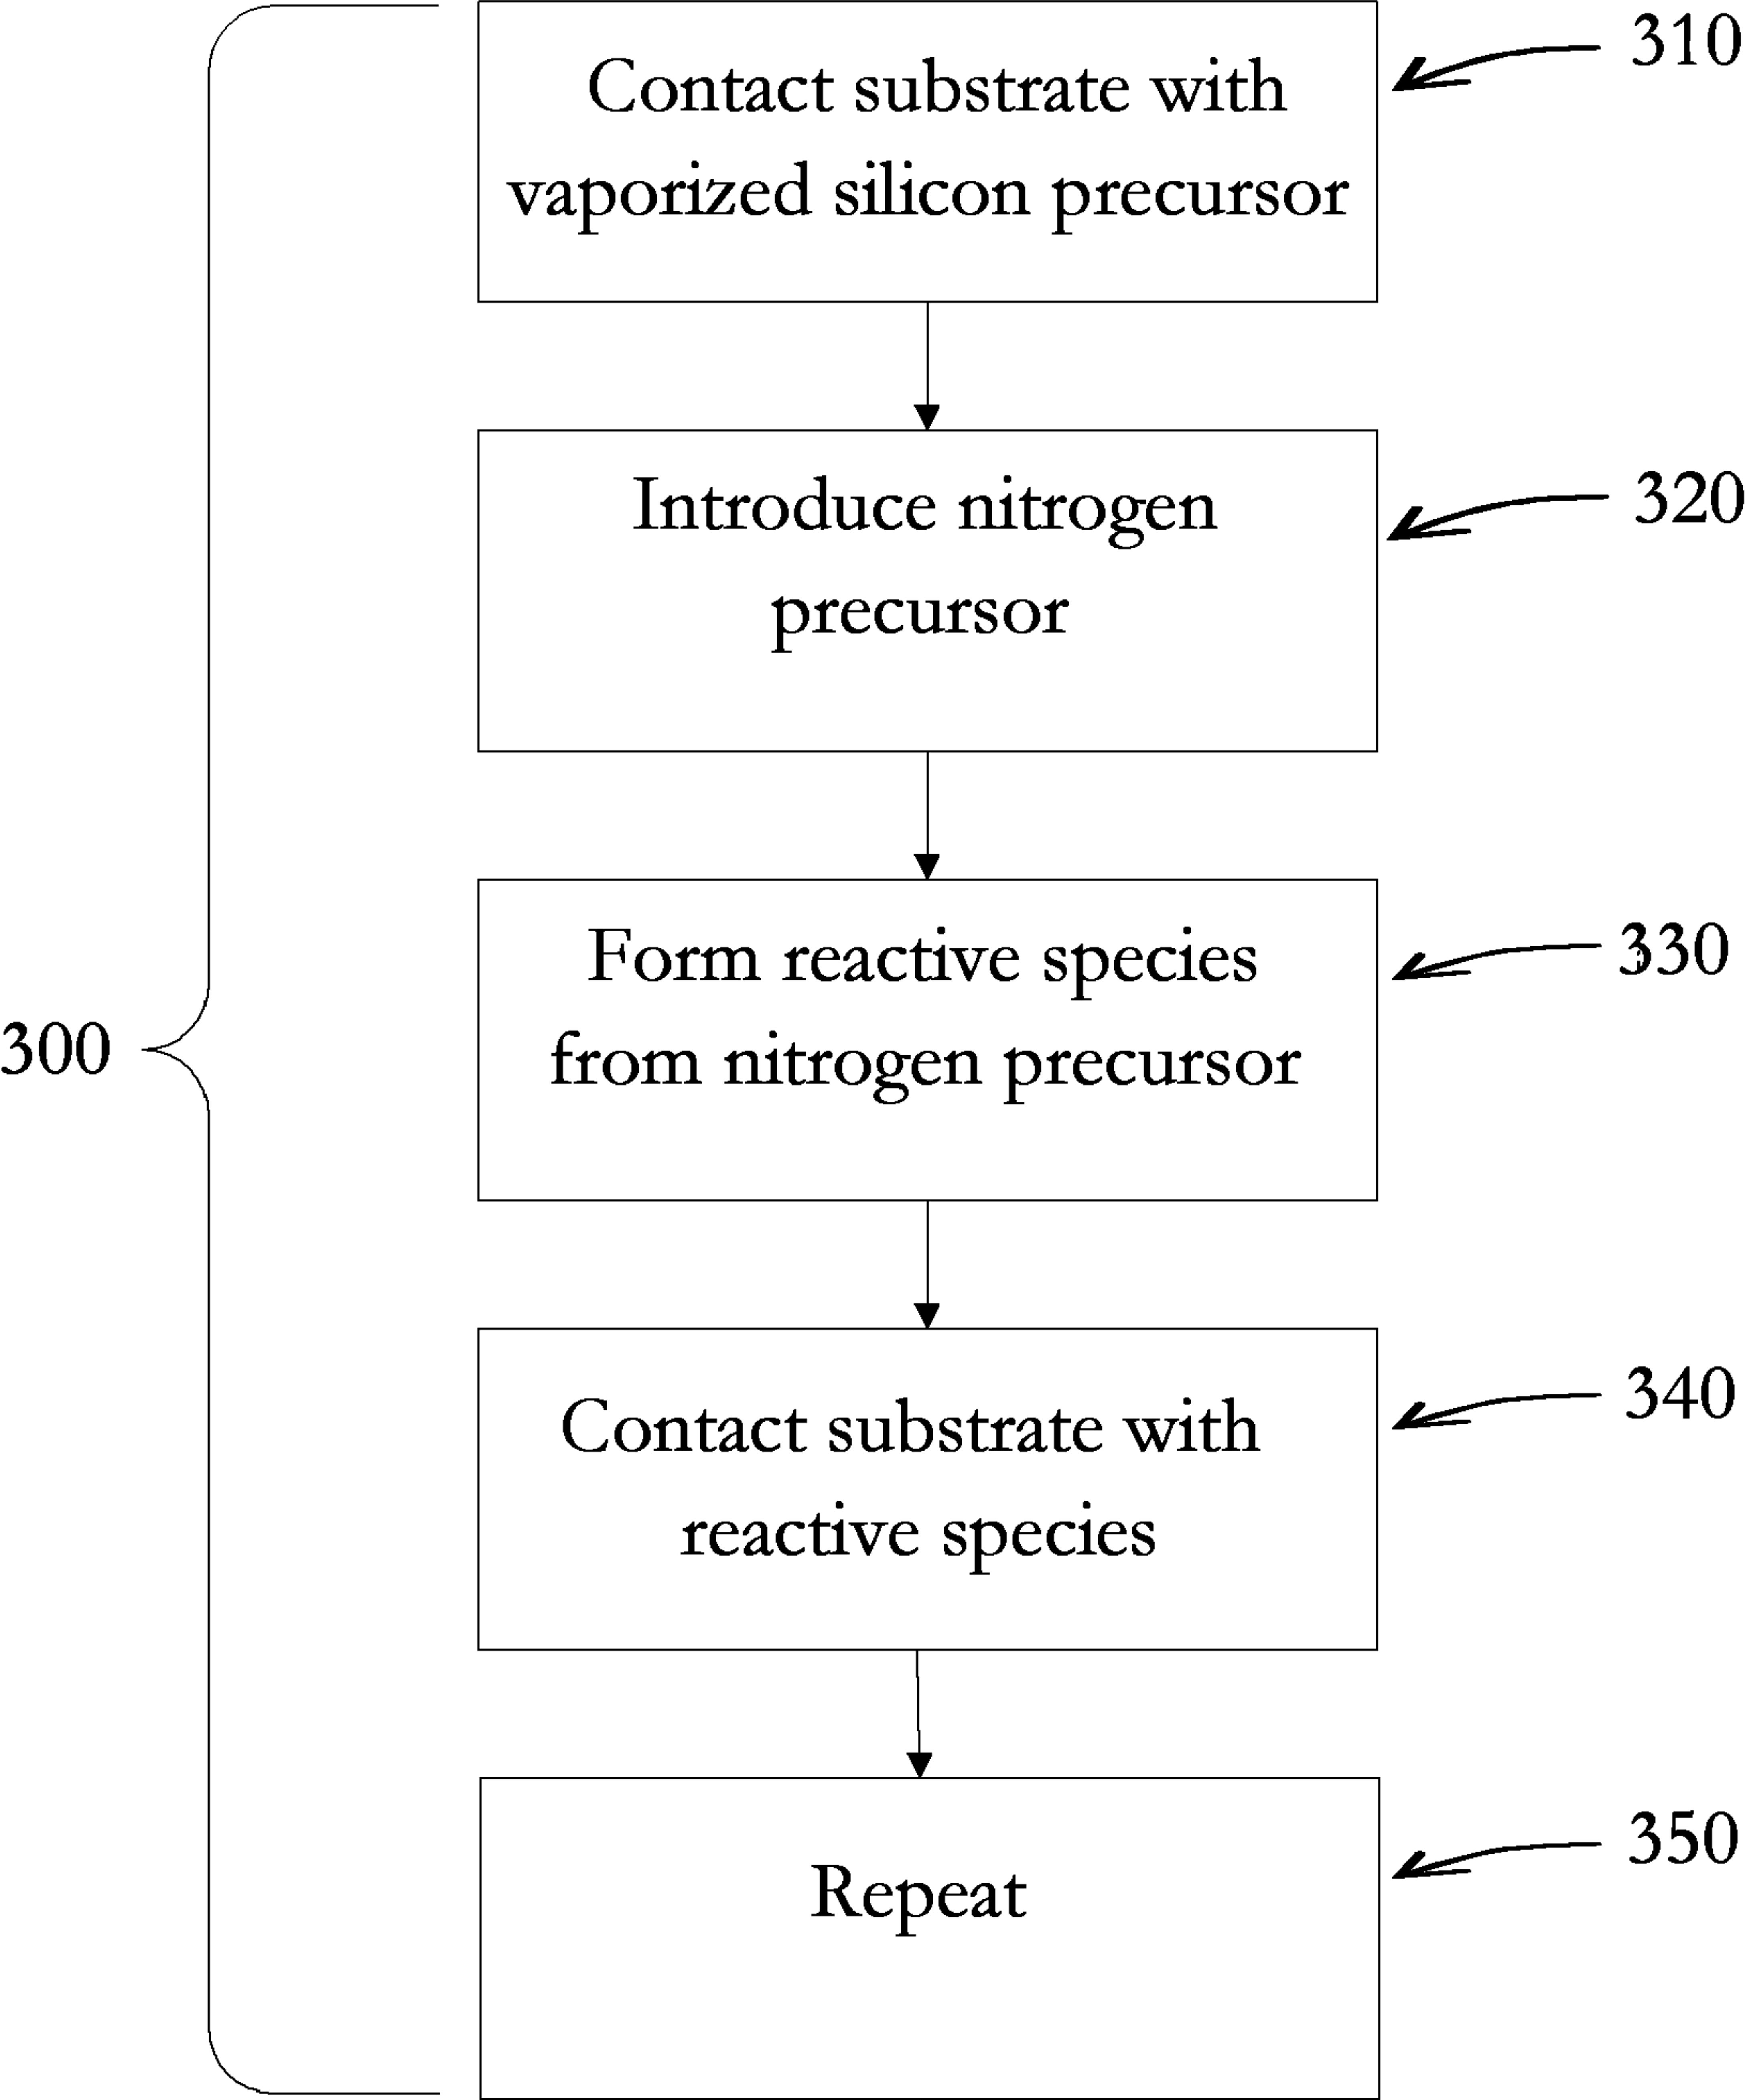 Contact substrate with
vaporized silicon precursor
310
Introduce nitrogen
precursor
320
Form reactive species
from nitrogen precursor
330
300
Contact substrate with
reactive species
340
Repeat
350